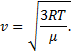 v = √(3RT/μ).